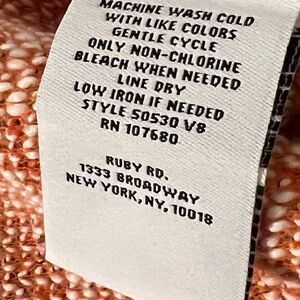 MACHINE WASH COLD
WITH LIKE COLORS
GENTLE CYCLE
ONLY NON-CHLORINE
BLEACH WHEN NEEDED
LINE DRY
LOW IRON IF NEEDED
STYLE 50530 V8
RN 107680
RUBY RD.
1333 BROADWAY
NEW YORK, NY, 10018